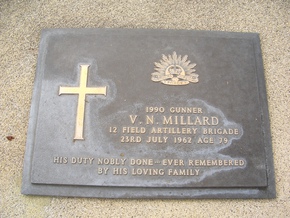 1990 GUNNER
V. N. MILLARD
12 FIELD ARTILLERY BRIGADE
23RD JULY 1962 AGE 79
HIS DUTY NOBLY DONE - EVER REMEMBERED
BY HIS LOVING FAMILY